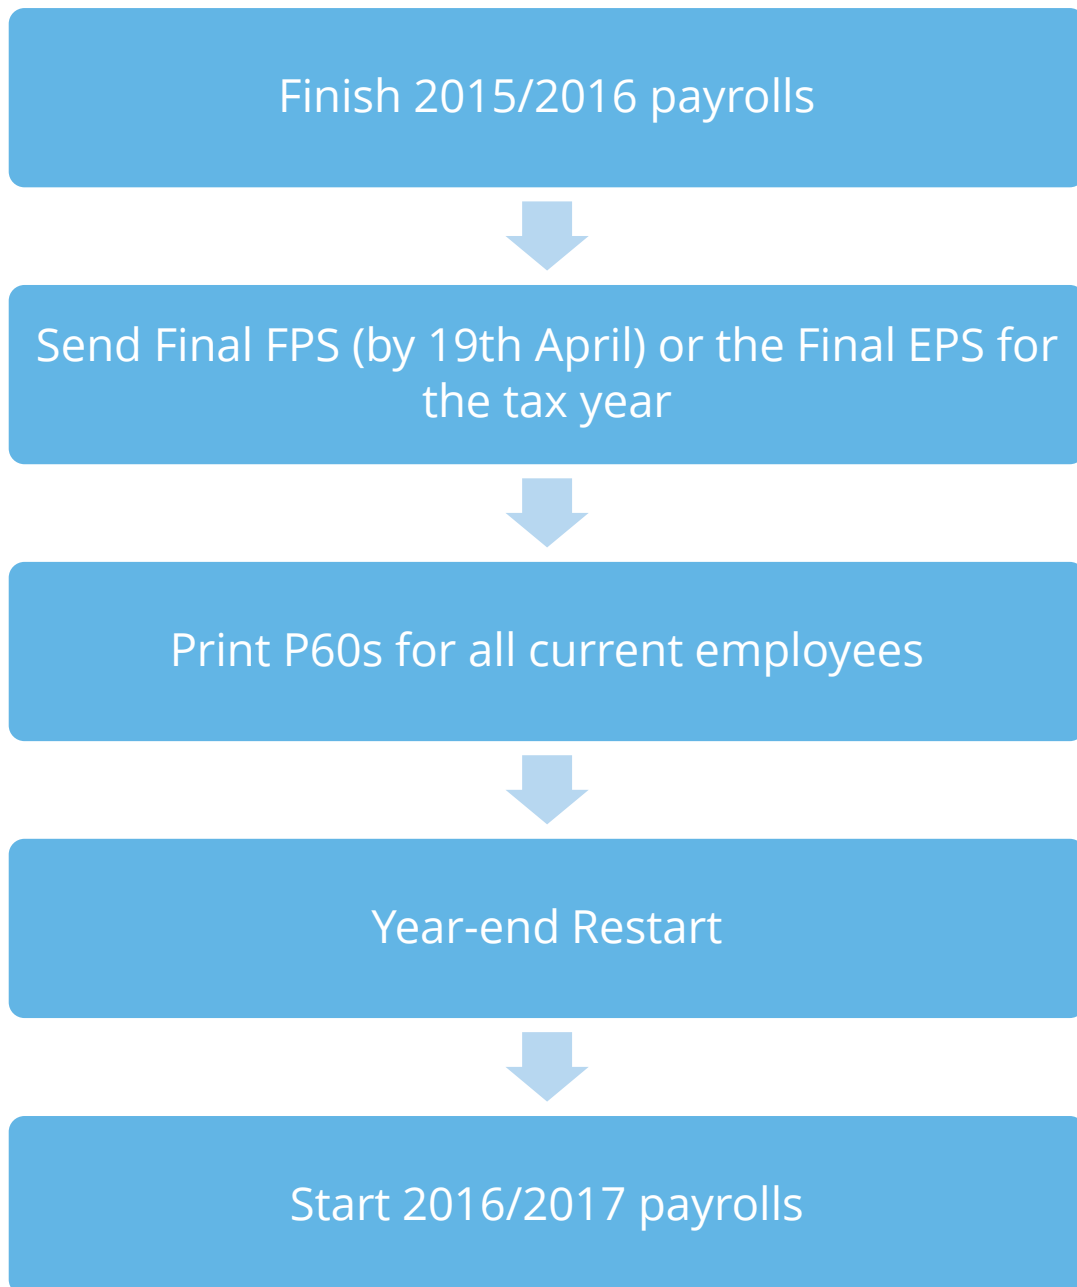 Finish 2015/2016 payrolls
Send Final FPS (by 19th April) or the Final EPS for
the tax year
Print P60s for all current employees
Year-end Restart
Start 2016/2017 payrolls